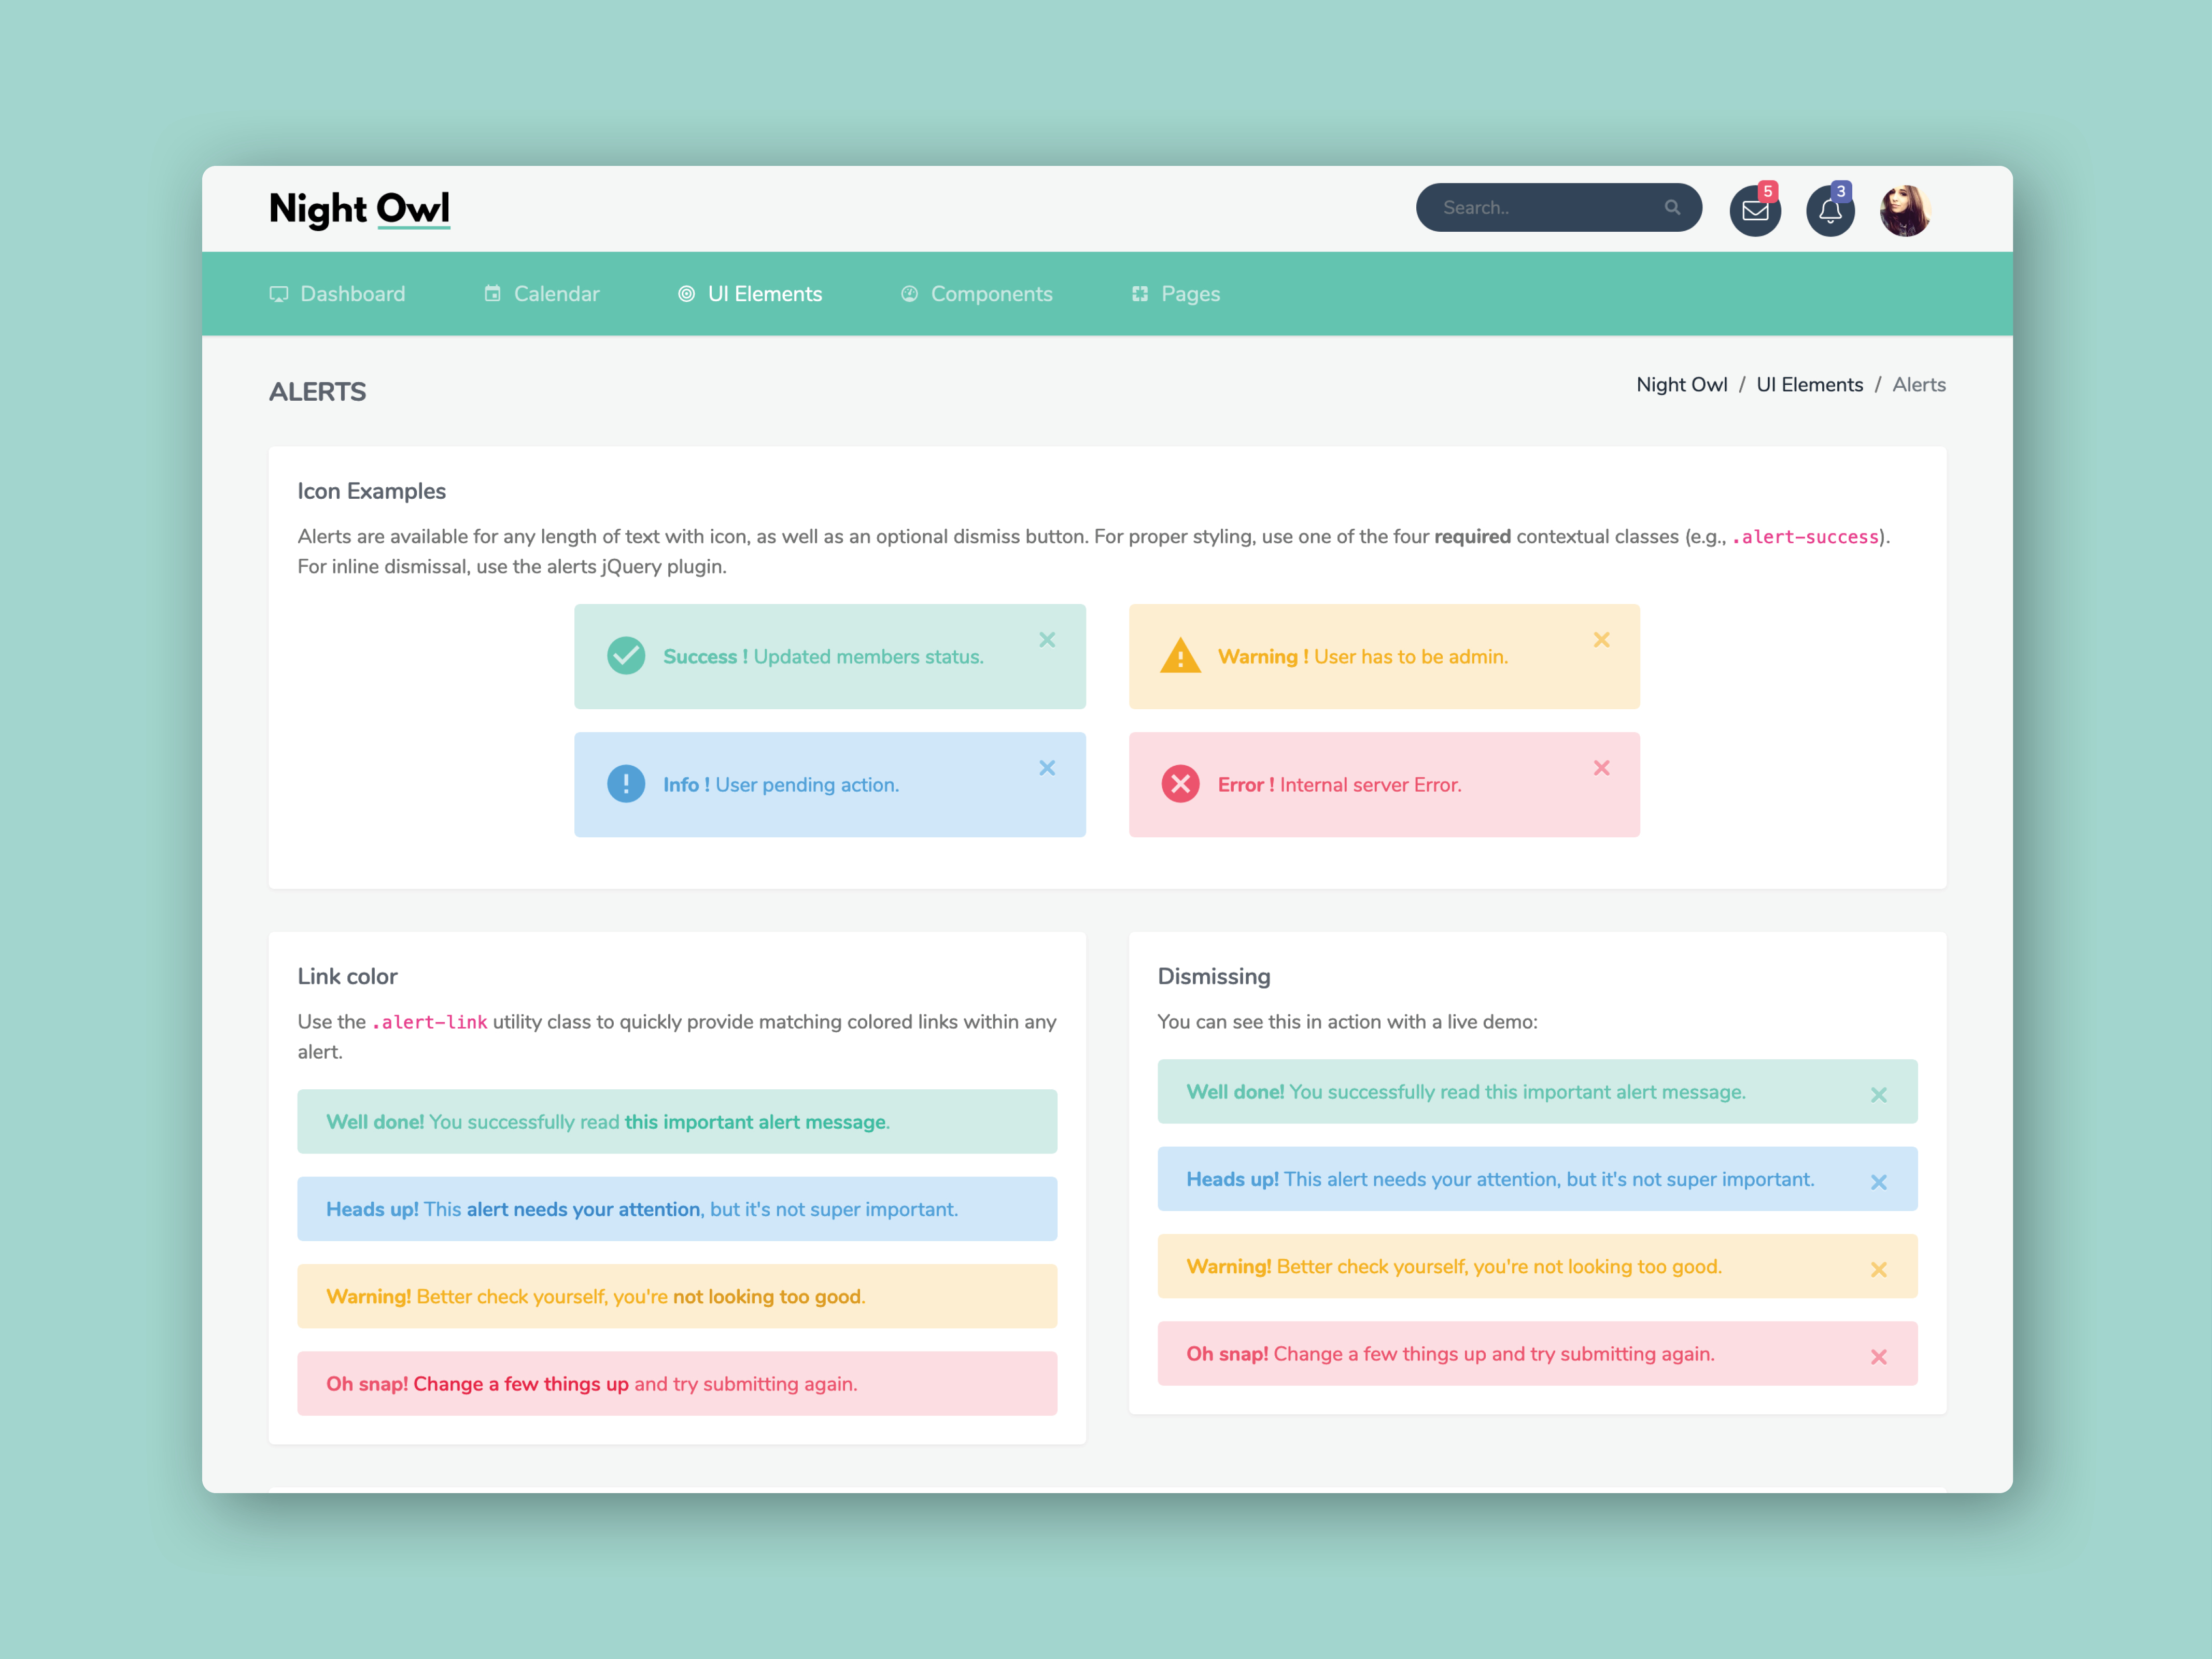 Night Owl
Search..
5
3
Dashboard
Calendar
UI Elements
Components
Pages
ALERTS
Night Owl / UI Elements / Alerts
Icon Examples
Alerts are available for any length of text with icon, as well as an optional dismiss button. For proper styling, use one of the four required contextual classes (e.g., .alert-success).
For inline dismissal, use the alerts jQuery plugin.
Success ! Updated members status.
Warning ! User has to be admin.
Info ! User pending action.
Error ! Internal server Error.
Link color
Use the .alert-link utility class to quickly provide matching colored links within any
alert.
Well done! You successfully read this important alert message.
Heads up! This alert needs your attention, but it's not super important.
Warning! Better check yourself, you're not looking too good.
Oh snap! Change a few things up and try submitting again.
Dismissing
You can see this in action with a live demo:
Well done! You successfully read this important alert message.
Heads up! This alert needs your attention, but it's not super important.
Warning! Better check yourself, you're not looking too good.
Oh snap! Change a few things up and try submitting again.